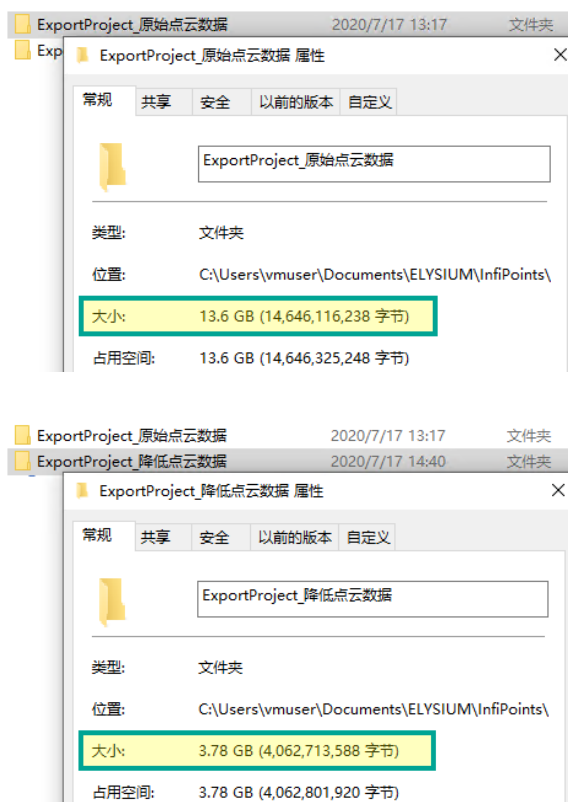 ExportProject_原始点云数据 2020/7/17 13:17 文件夹
Exp
ExportProject_原始点云数据 属性
常规 共享 安全 以前的版本 自定义
ExportProject_原始点云数据
类型: 文件夹
位置: C:\Users\vmuser\Documents\ELYSIUM\InfiPoints\
大小: 13.6 GB (14,646,116,238 字节)
占用空间: 13.6 GB (14,646,325,248 字节)
ExportProject_原始点云数据 2020/7/17 13:17 文件夹
ExportProject_降低点云数据 2020/7/17 14:40 文件夹
ExportProject_降低点云数据 属性
常规 共享 安全 以前的版本 自定义
ExportProject_降低点云数据
类型: 文件夹
位置: C:\Users\vmuser\Documents\ELYSIUM\InfiPoints\
大小: 3.78 GB (4,062,713,588 字节)
占用空间: 3.78 GB (4,062,801,920 字节)